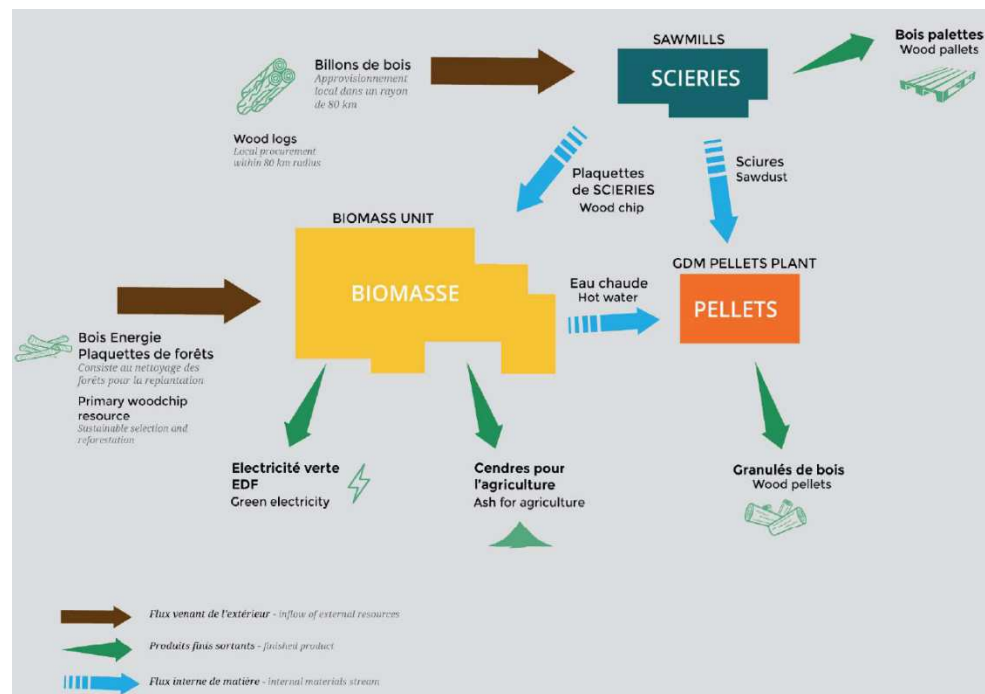 SAWMILLS
SCIERIES
Bois palettes
Wood pallets
Billons de bois
Approvisionnement
local dans un rayon
de 80 km
Wood logs
Local procurement
within 80 km radius
Plaquettes
de SCIERIES
Wood chip
Sciures
Sawdust
BIOMASS UNIT
BIOMASSE
Eau chaude
Hot water
GDM PELLETS PLANT
PELLETS
Bois Energie
Plaquettes de forêts
Consiste au nettoyage des
forêts pour la replantation
Primary woodchip
resource
Sustainable selection and
reforestation
Electricité verte
EDF
Green electricity
Cendres pour
l'agriculture
Ash for agriculture
Granulés de bois
Wood pellets
Flux venant de l'extérieur - inflow of external resources
Produits finis sortants - finished product
Flux interne de matière - internal materials stream